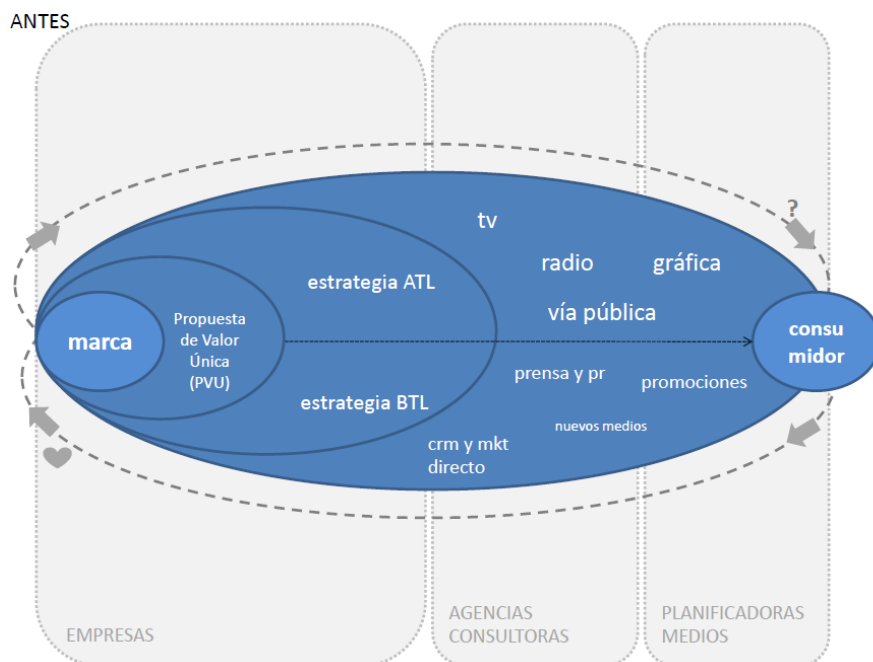 ANTES
?
tv
radio
gráfica
estrategia ATL
vía pública
marca
Propuesta
de Valor
Única
(PVU)
consu
midor
prensa y pr
promociones
estrategia BTL
nuevos medios
crm y mkt
directo
EMPRESAS
AGENCIAS
CONSULTORAS
PLANIFICADORAS
MEDIOS